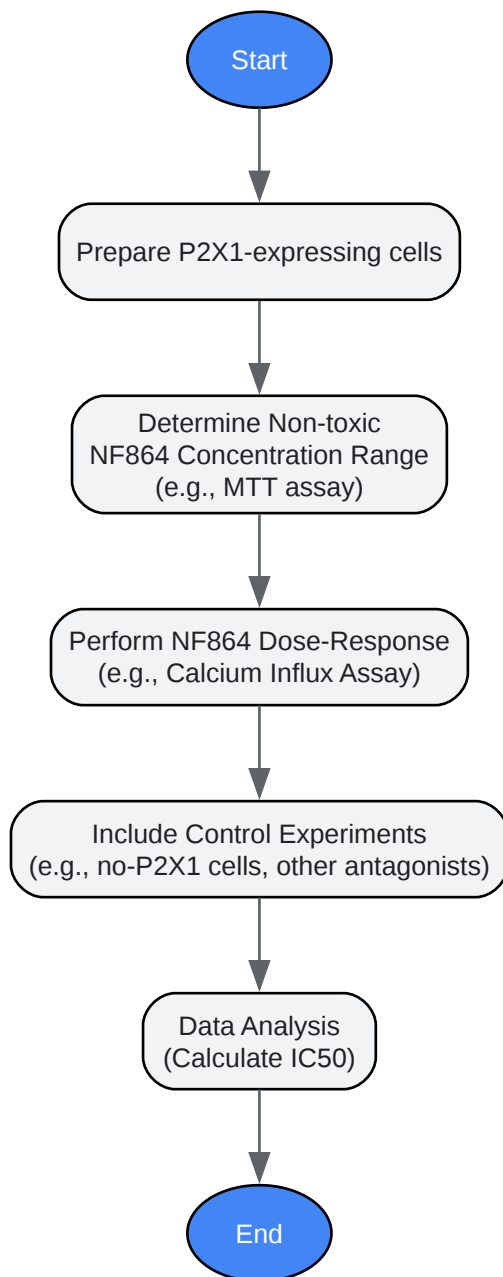 Start
Prepare P2X1-expressing cells
Determine Non-toxic
NF864 Concentration Range
(e.g., MTT assay)
Perform NF864 Dose-Response
(e.g., Calcium Influx Assay)
Include Control Experiments
(e.g., no-P2X1 cells, other antagonists)
Data Analysis
(Calculate IC50)
End